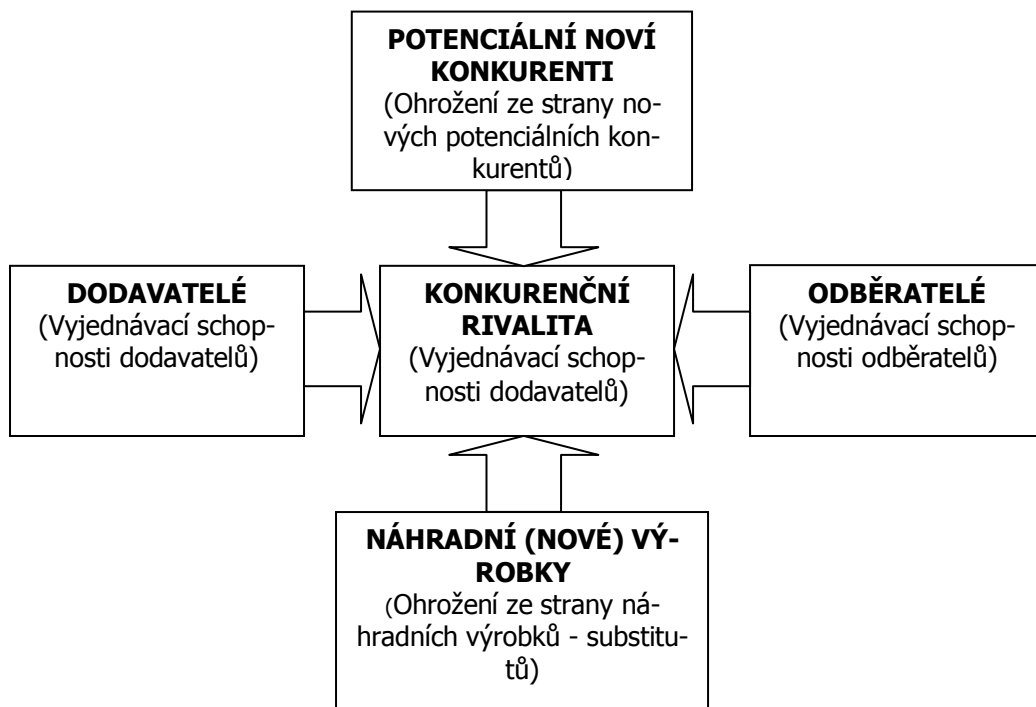 POTENCIÁLNÍ NOVÍ
KONKURENTI
(Ohrožení ze strany no-
vých potenciálních kon-
kurentů)
DODAVATELÉ
(Vyjednávací schop-
nosti dodavatelů)
KONKURENČNÍ
RIVALITA
(Vyjednávací schop-
nosti dodavatelů)
ODBĚRATELÉ
(Vyjednávací schop-
nosti odběratelů)
NÁHRADNÍ (NOVÉ) VÝ-
ROBKY
(Ohrožení ze strany ná-
hradních výrobků - substitu-
tů)